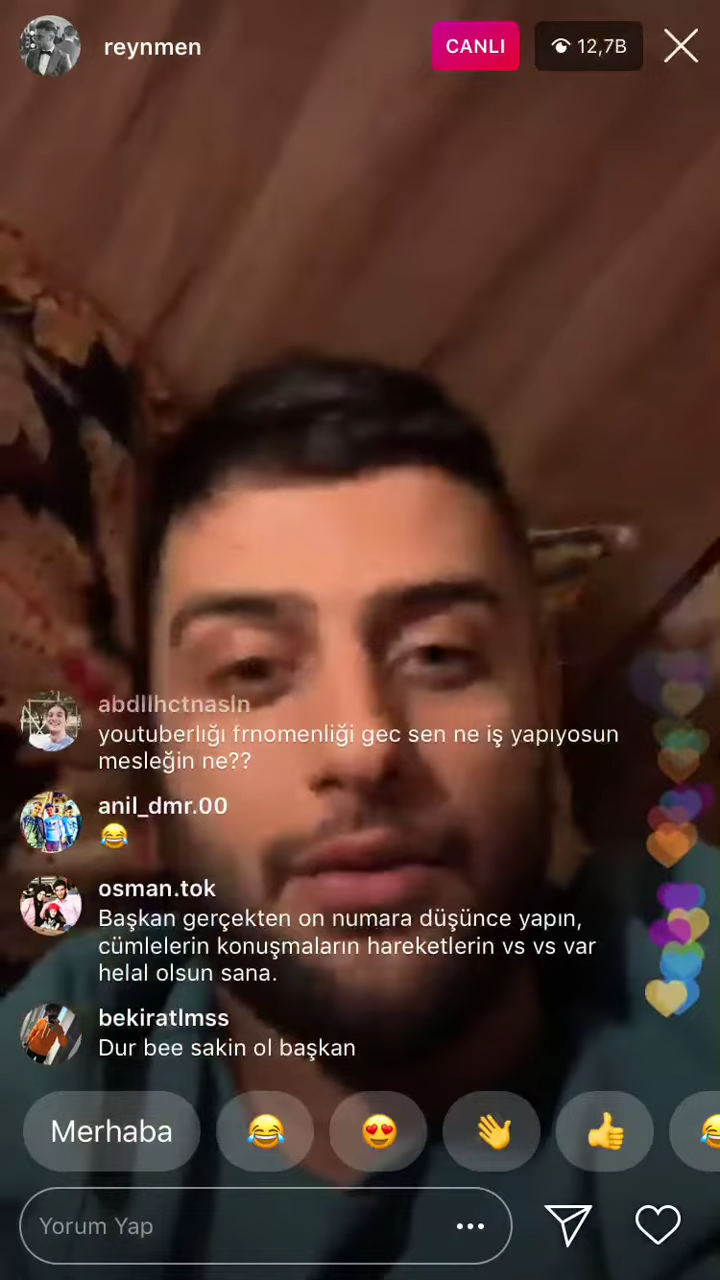 reynmen
CANLI
12,7B
abdllhctnasln
youtuberlığı frnomenliği gec sen ne iş yapıyosun
mesleğin ne??
anil_dmr.00
😂
osman.tok
Başkan gerçekten on numara düşünce yapın,
cümlelerin konuşmaların hareketlerin vs vs var
helal olsun sana.
bekiratlmss
Dur bee sakin ol başkan
Merhaba
Yorum Yap